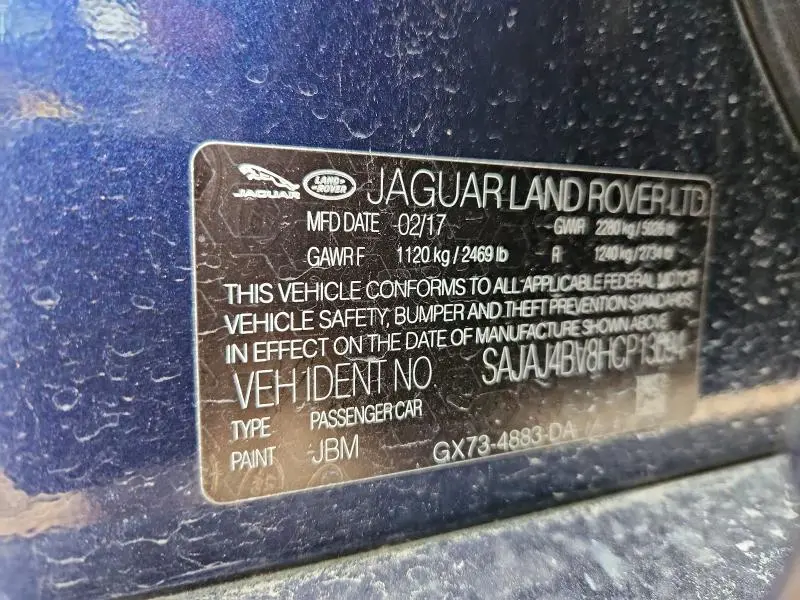 JAGUAR LAND ROVER JAGUAR LAND ROVER LTD
MFD DATE 02/17 GWR 2280 kg /
GAWR F 1120 kg / 2469 lb R 1240 kg / 2734 lb
THIS VEHICLE CONFORMS TO ALL APPLICABLE FEDERAL MOTOR
VEHICLE SAFETY, BUMPER AND THEFT PREVENTION STANDARDS
IN EFFECT ON THE DATE OF MANUFACTURE SHOWN ABOVE
VEH IDENT NO
TYPE PASSENGER CAR
PAINT JBM GX73-4883-DA